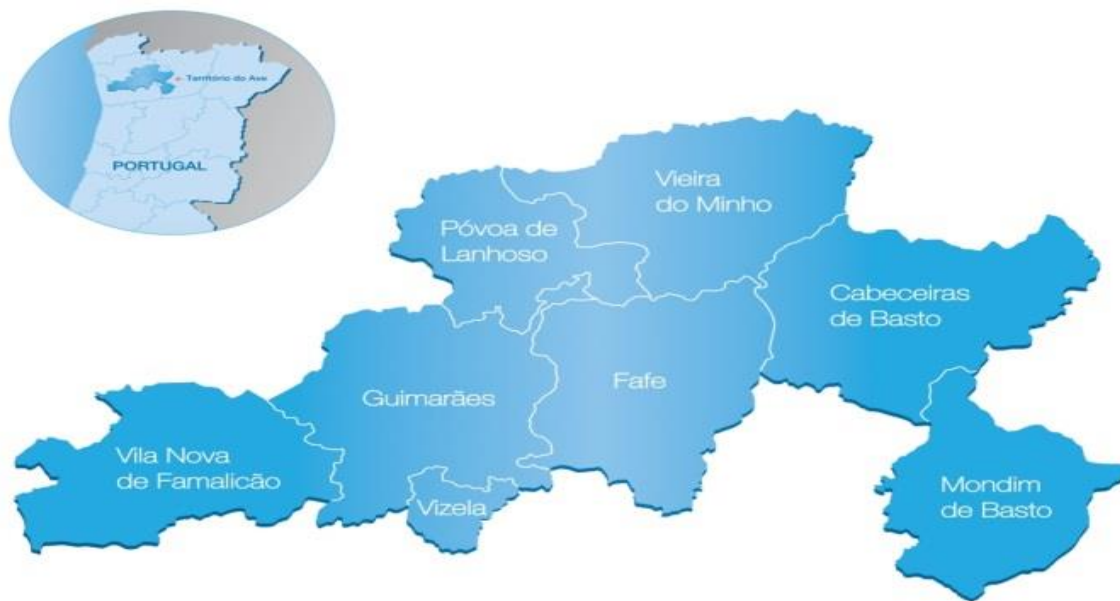 Território do Ave
PORTUGAL
Vieira
do Minho
Póvoa de
Lanhoso
Cabeceiras
de Basto
Fafe
Guimarães
Vila Nova
de Famalicão
Vizela
Mondim
de Basto